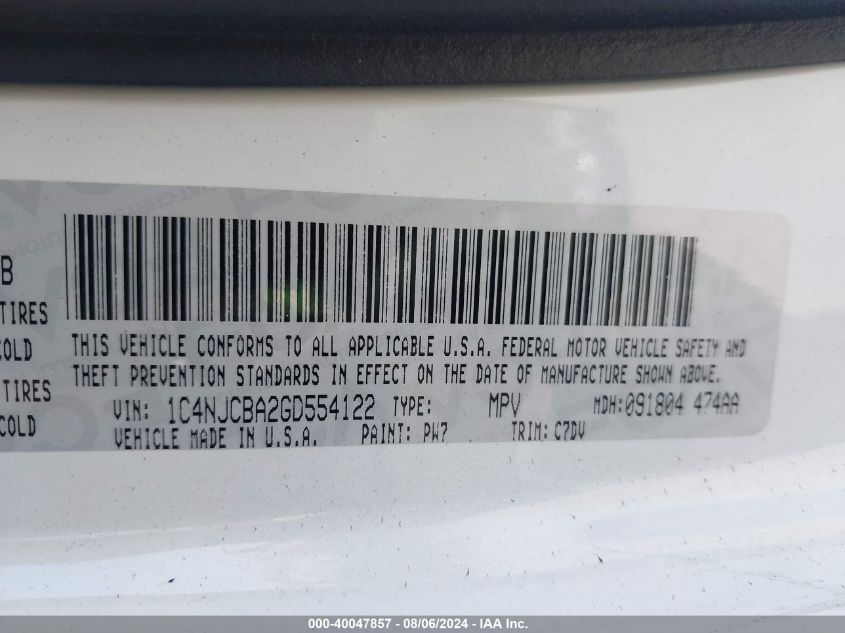 B
TIRES
COLD
TIRES
COLD
THIS VEHICLE CONFORMS TO ALL APPLICABLE U.S.A. FEDERAL MOTOR VEHICLE SAFETY AND
THEFT PREVENTION STANDARDS IN EFFECT ON THE DATE OF MANUFACTURE SHOWN ABOVE.
VIN: 1C4NJCBA2GD554122 TYPE: MPV MDH:091804 474AA
VEHICLE MADE IN U.S.A. PAINT: PW7 TRIM: C7DV
000-40047857 - 08/06/2024 - IAA Inc.